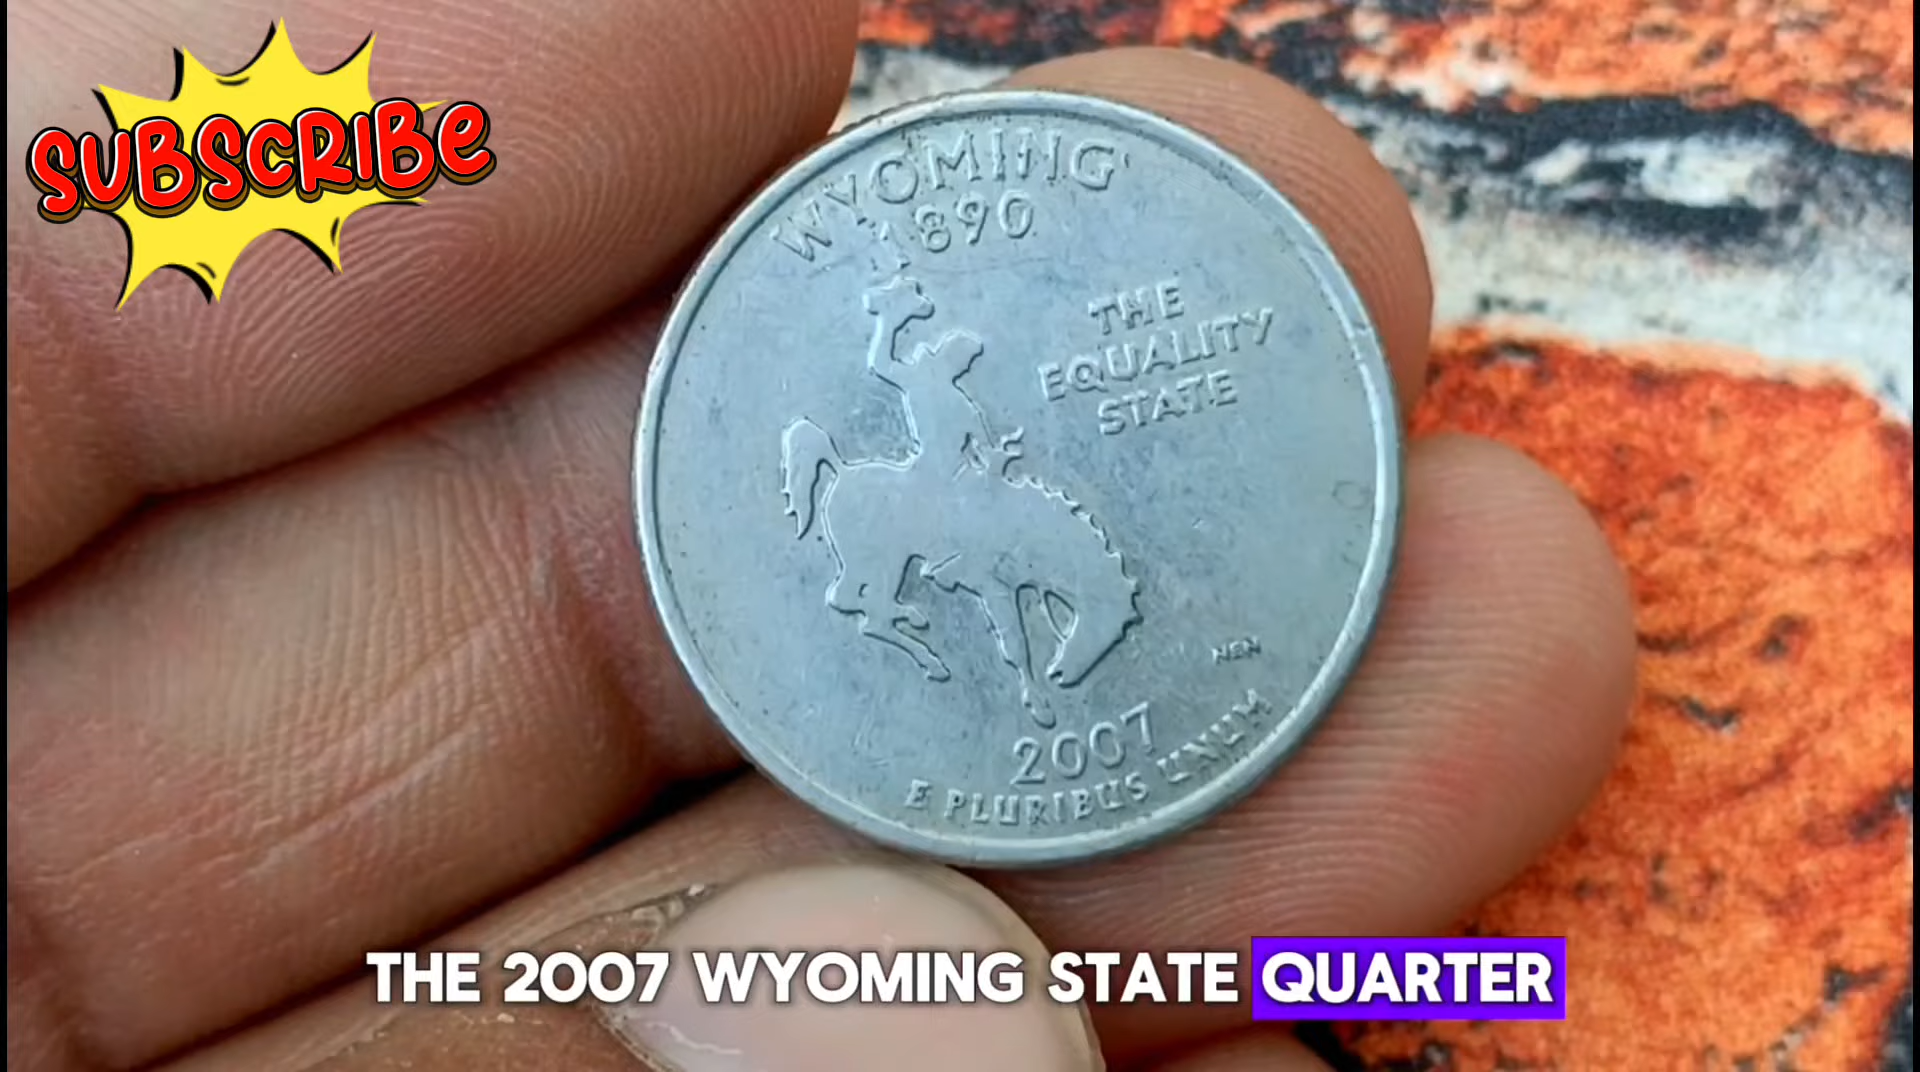 SUBSCRIBE
WYOMING
1890
THE
EQUALITY
STATE
NEN
2007
E PLURIBUS UNUM
THE 2007 WYOMING STATE QUARTER